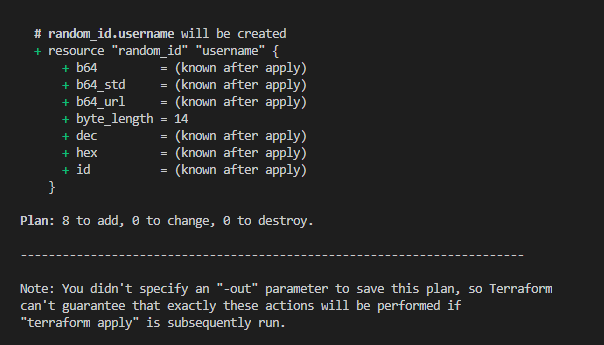 # random_id.username will be created
+ resource "random_id" "username" {
+ b64 = (known after apply)
+ b64_std = (known after apply)
+ b64_url = (known after apply)
+ byte_length = 14
+ dec = (known after apply)
+ hex = (known after apply)
+ id = (known after apply)
}
Plan: 8 to add, 0 to change, 0 to destroy.
------------------------------------------------------------------------
Note: You didn't specify an "-out" parameter to save this plan, so Terraform
can't guarantee that exactly these actions will be performed if
"terraform apply" is subsequently run.